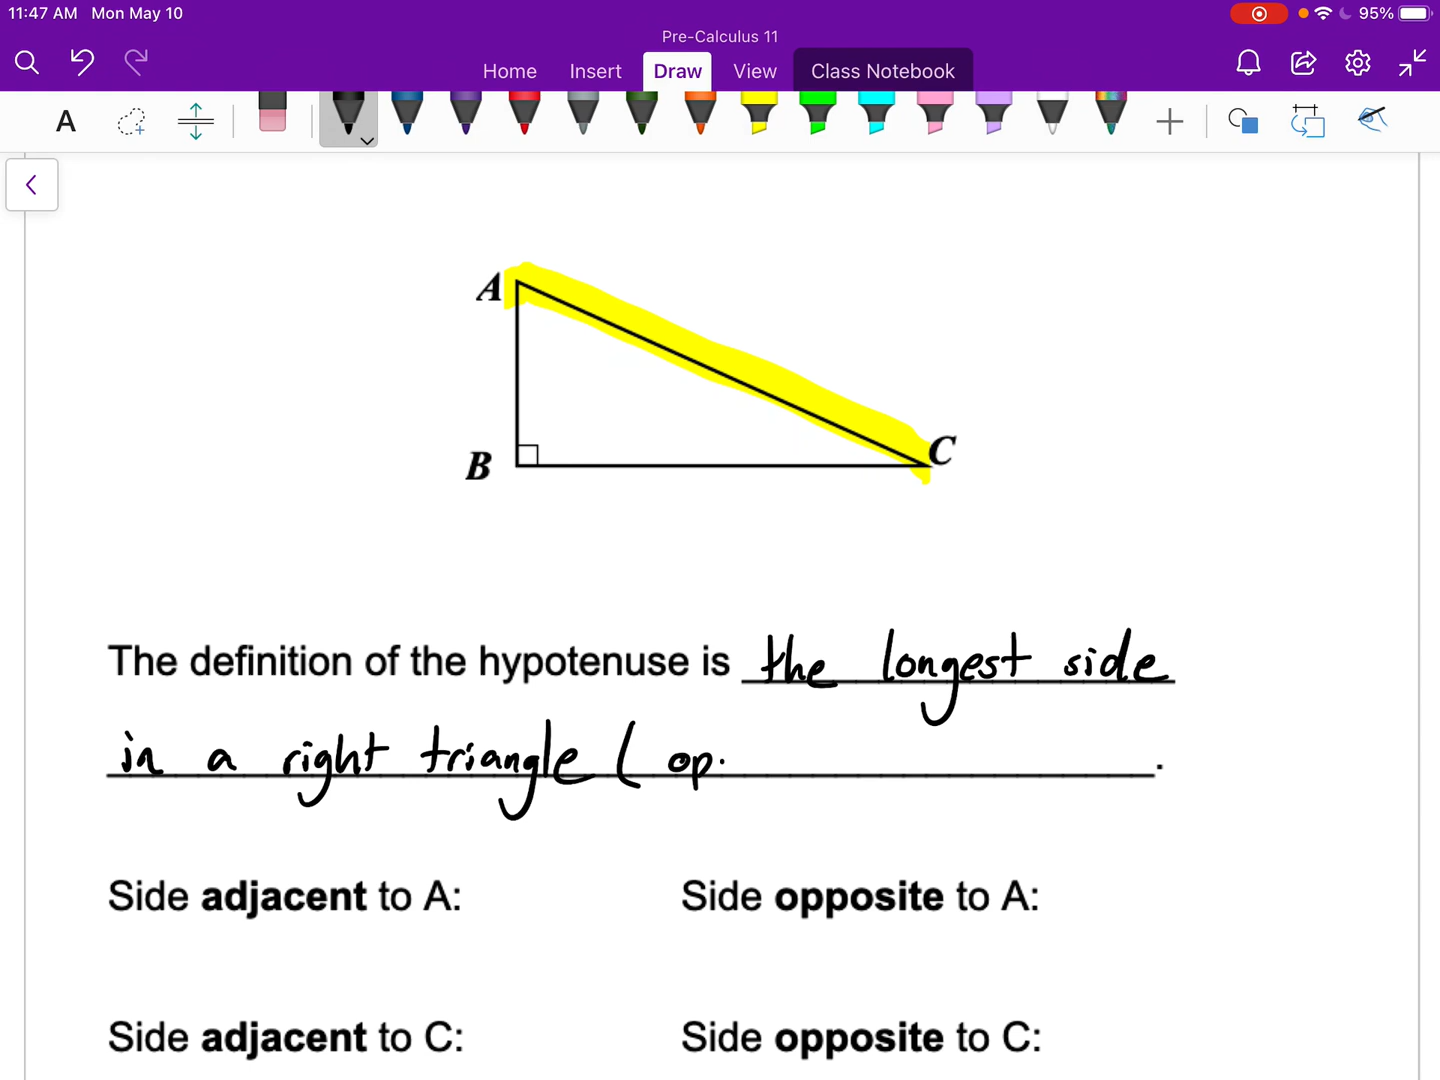 11:47 AM Mon May 10
95%
Pre-Calculus 11
Home Insert Draw View Class Notebook
A
A
B
C
The definition of the hypotenuse is the longest side
in a right triangle ( op.
Side adjacent to A: Side opposite to A:
Side adjacent to C: Side opposite to C: